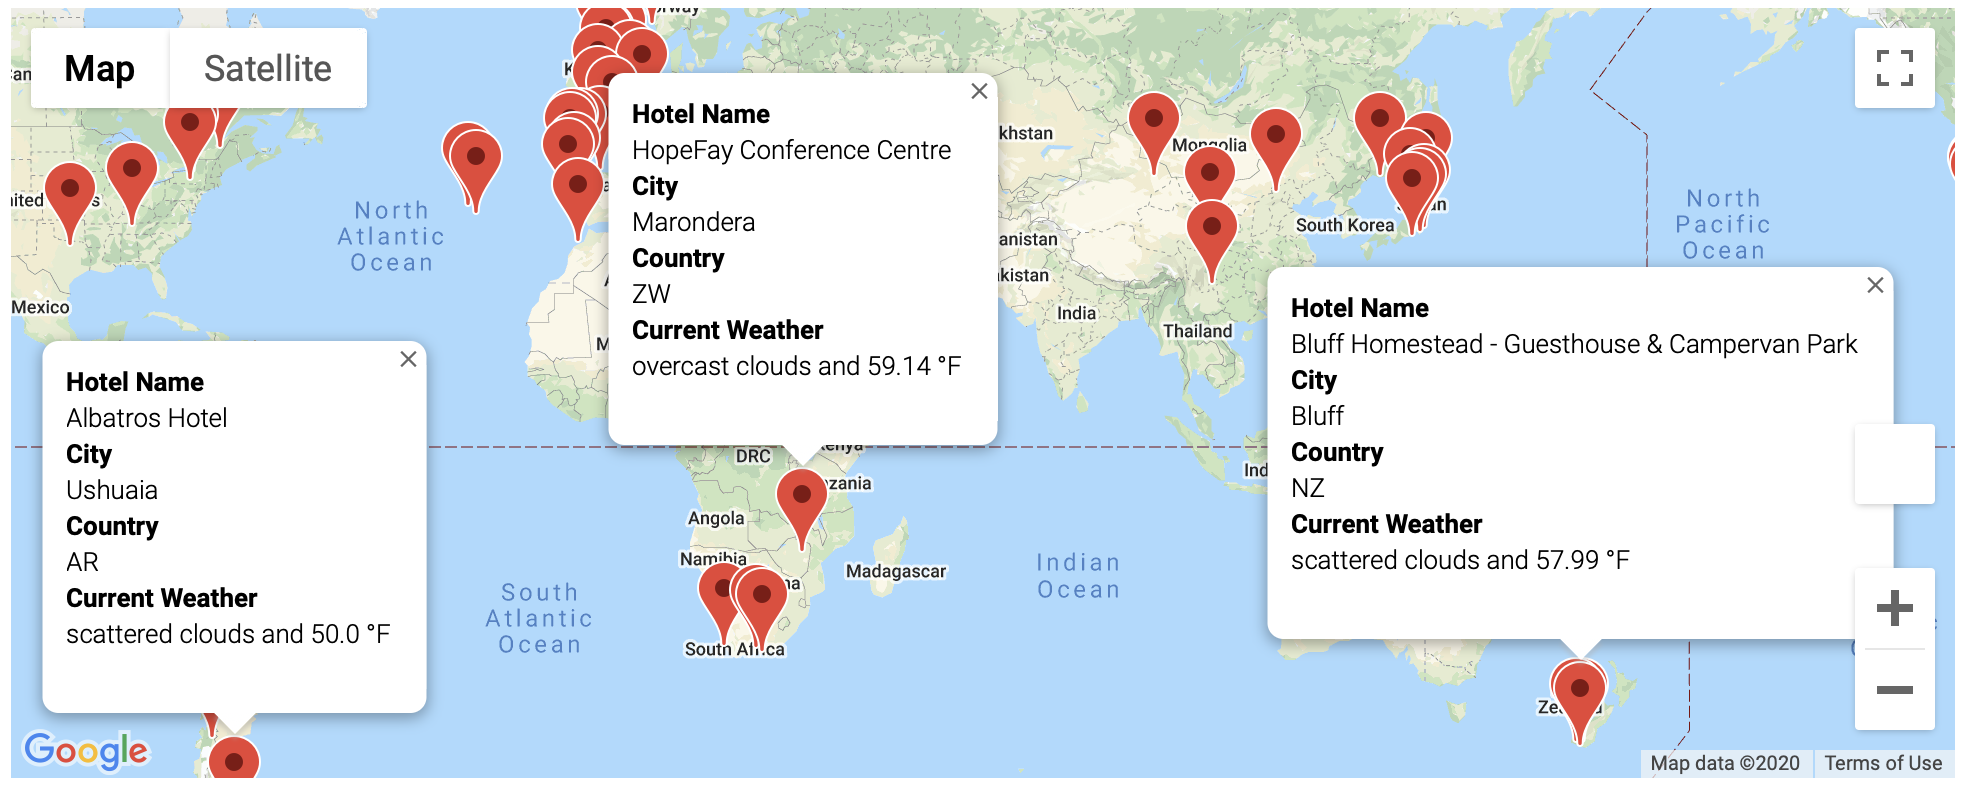 Map
Satellite
Hotel Name
HopeFay Conference Centre
City
Marondera
Country
ZW
Current Weather
overcast clouds and 59.14 °F
Mongolia
South Korea
North
Atlantic
Ocean
North
Pacific
Ocean
Mexico
India
Thailand
Hotel Name
Bluff Homestead - Guesthouse & Campervan Park
City
Bluff
Country
NZ
Current Weather
scattered clouds and 57.99 °F
Hotel Name
Albatros Hotel
City
Ushuaia
Country
AR
Current Weather
scattered clouds and 50.0 °F
DRC
Angola
Namibia
Madagascar
South Africa
Indian
Ocean
South
Atlantic
Ocean
Google
Map data ©2020
Terms of Use